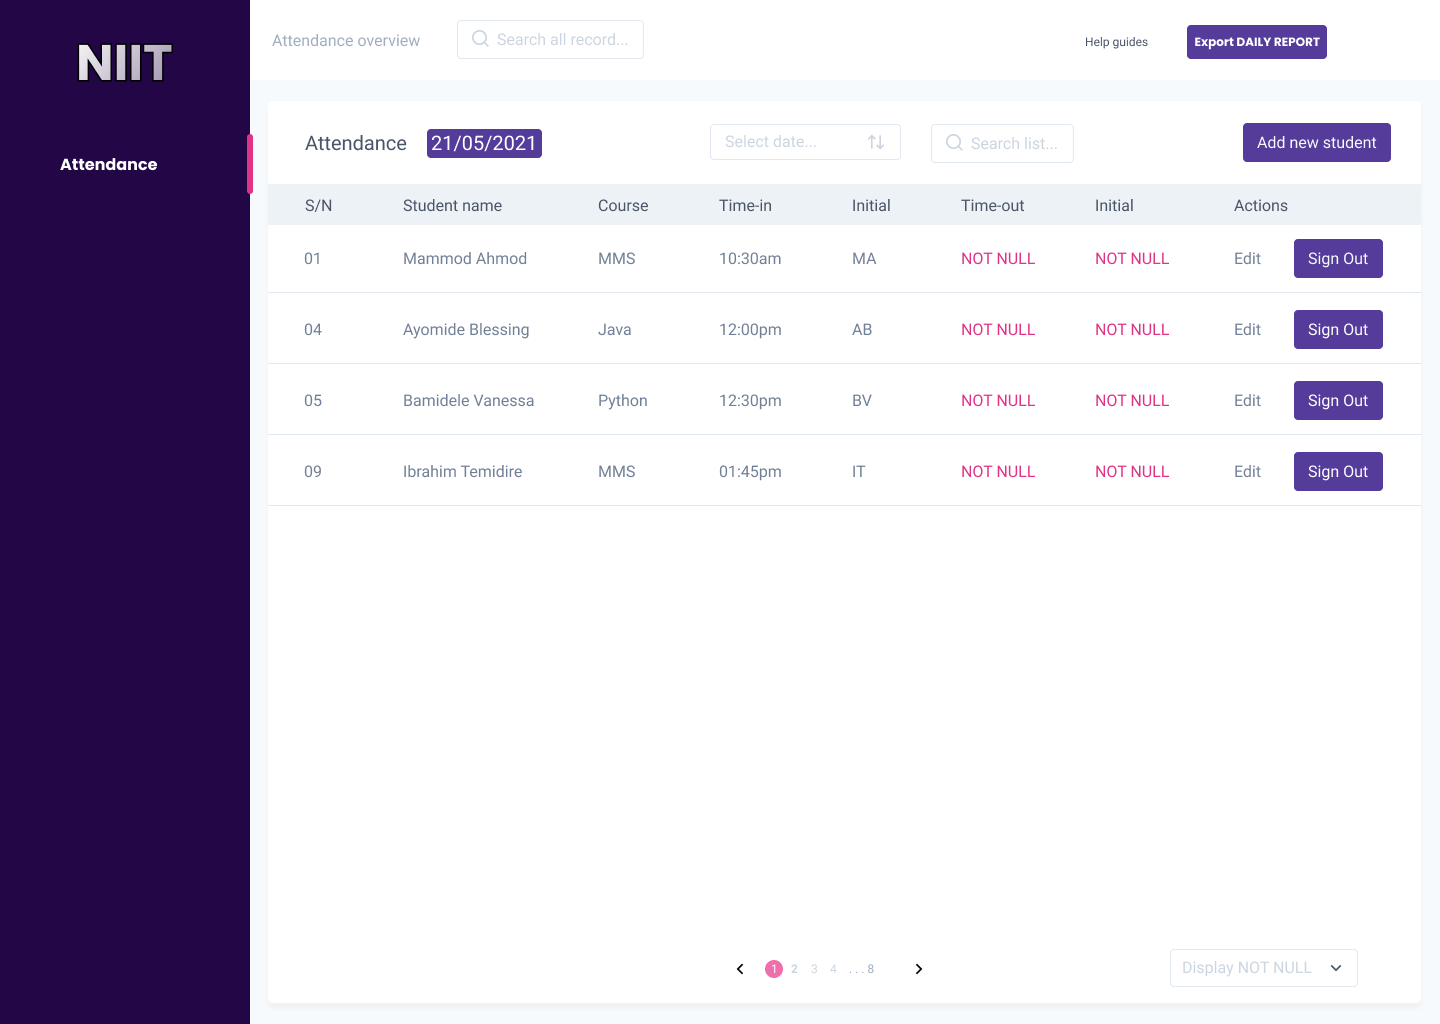 NIIT
Attendance
Attendance overview
Search all record...
Help guides
Export DAILY REPORT
Attendance 21/05/2021
Select date...
Search list...
Add new student
S/N Student name Course Time-in Initial Time-out Initial Actions
01 Mammod Ahmod MMS 10:30am MA NOT NULL NOT NULL Edit Sign Out
04 Ayomide Blessing Java 12:00pm AB NOT NULL NOT NULL Edit Sign Out
05 Bamidele Vanessa Python 12:30pm BV NOT NULL NOT NULL Edit Sign Out
09 Ibrahim Temidire MMS 01:45pm IT NOT NULL NOT NULL Edit Sign Out
1 2 3 4 ...8
Display NOT NULL